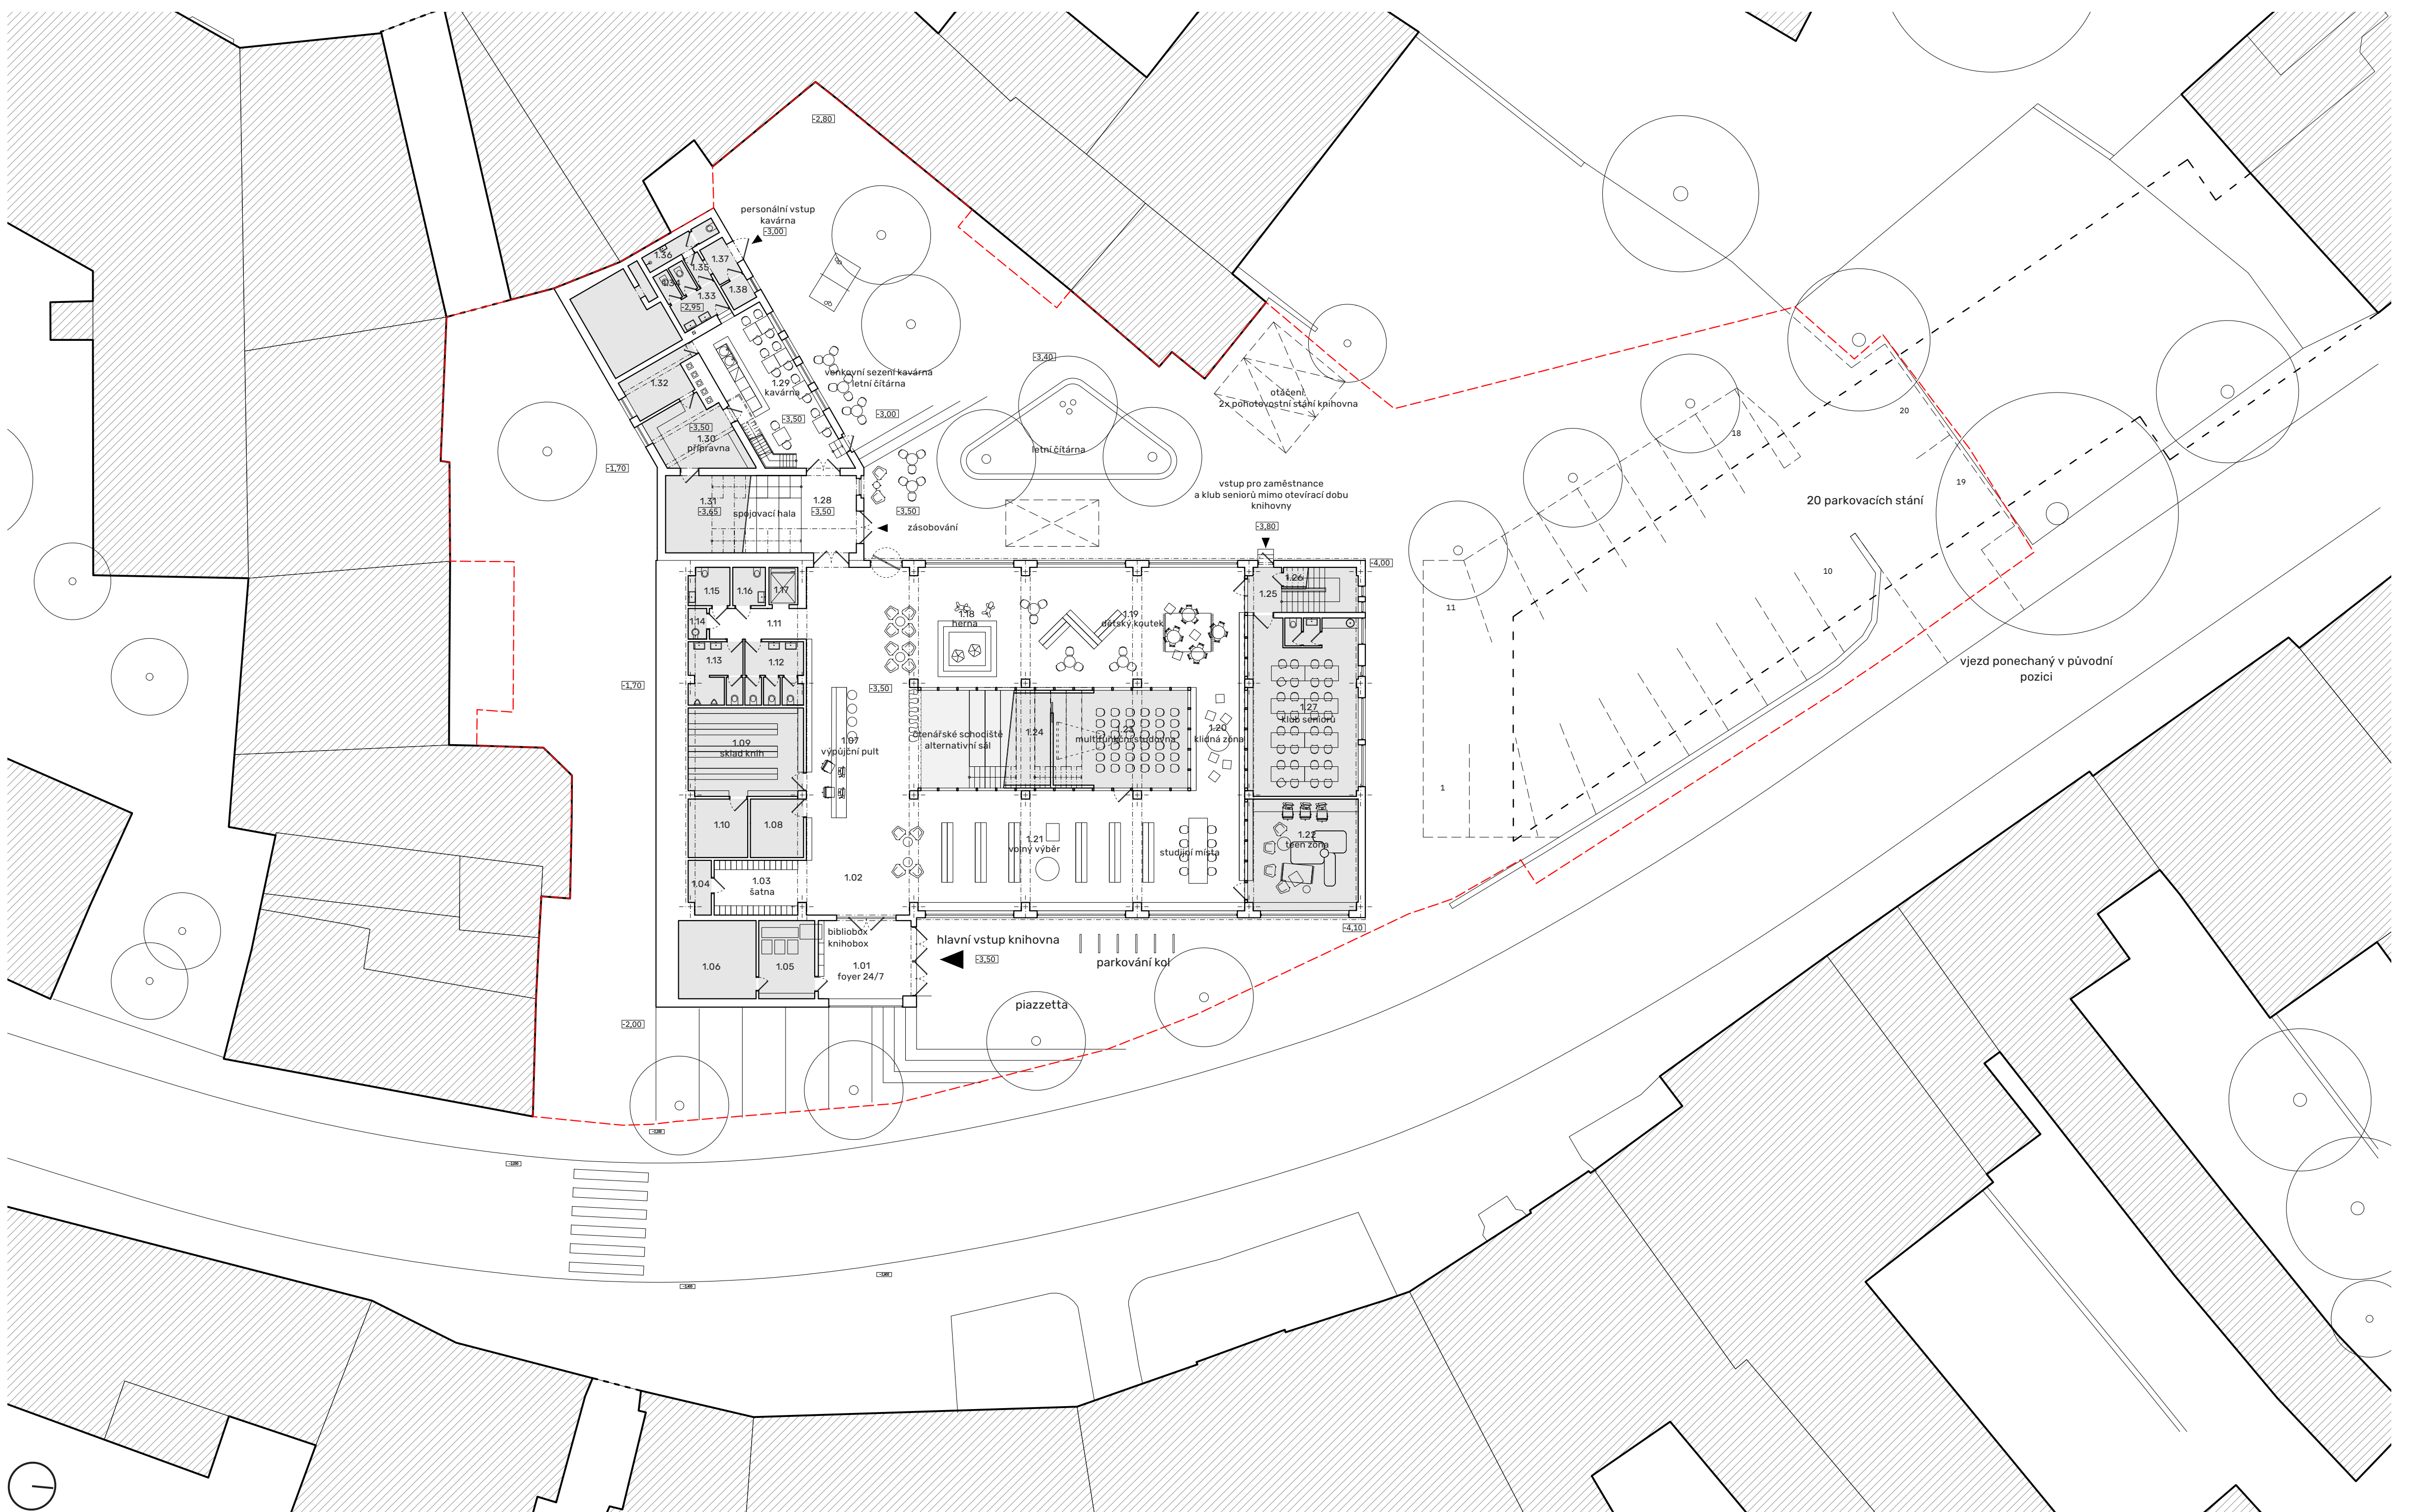 -2,80
personální vstup
kavárna
-3,00
1.36
1.37
1.35
1.34
1.33
1.38
-2,95
-3,40
1.32
1.29
kavárna
venkovní sezení kavárna
letní čítárna
-3,50
-3,00
otáčení,
2x pohotovostní stání knihovna
20
18
-3,50
1.30
přípravna
letní čítárna
-1,70
19
vstup pro zaměstnance
a klub seniorů mimo otevírací dobu
knihovny
-3,80
20 parkovacích stání
1.31
-3,65
spojovací hala
1.28
-3,50
-3,50
zásobování
-4,00
10
11
1.15
1.16
1.17
1.26
1.25
1.14
1.11
1.18
herna
1.19
dětský koutek
1.13
1.12
vjezd ponechaný v původní
pozici
-1,70
-3,50
1.27
klub seniorů
1.09
sklad knih
1.07
výpůjční pult
čtenářské schodiště
alternativní sál
1.24
multifunkční studovna
1.20
klidná zóna
1
1.10
1.08
1.21
volný výběr
studijní místa
1.22
teen zóna
1.04
1.03
šatna
1.02
-4,10
bibliobox
knihobox
hlavní vstup knihovna
-3,50
parkování kol
1.06
1.05
1.01
foyer 24/7
piazzetta
-2,00